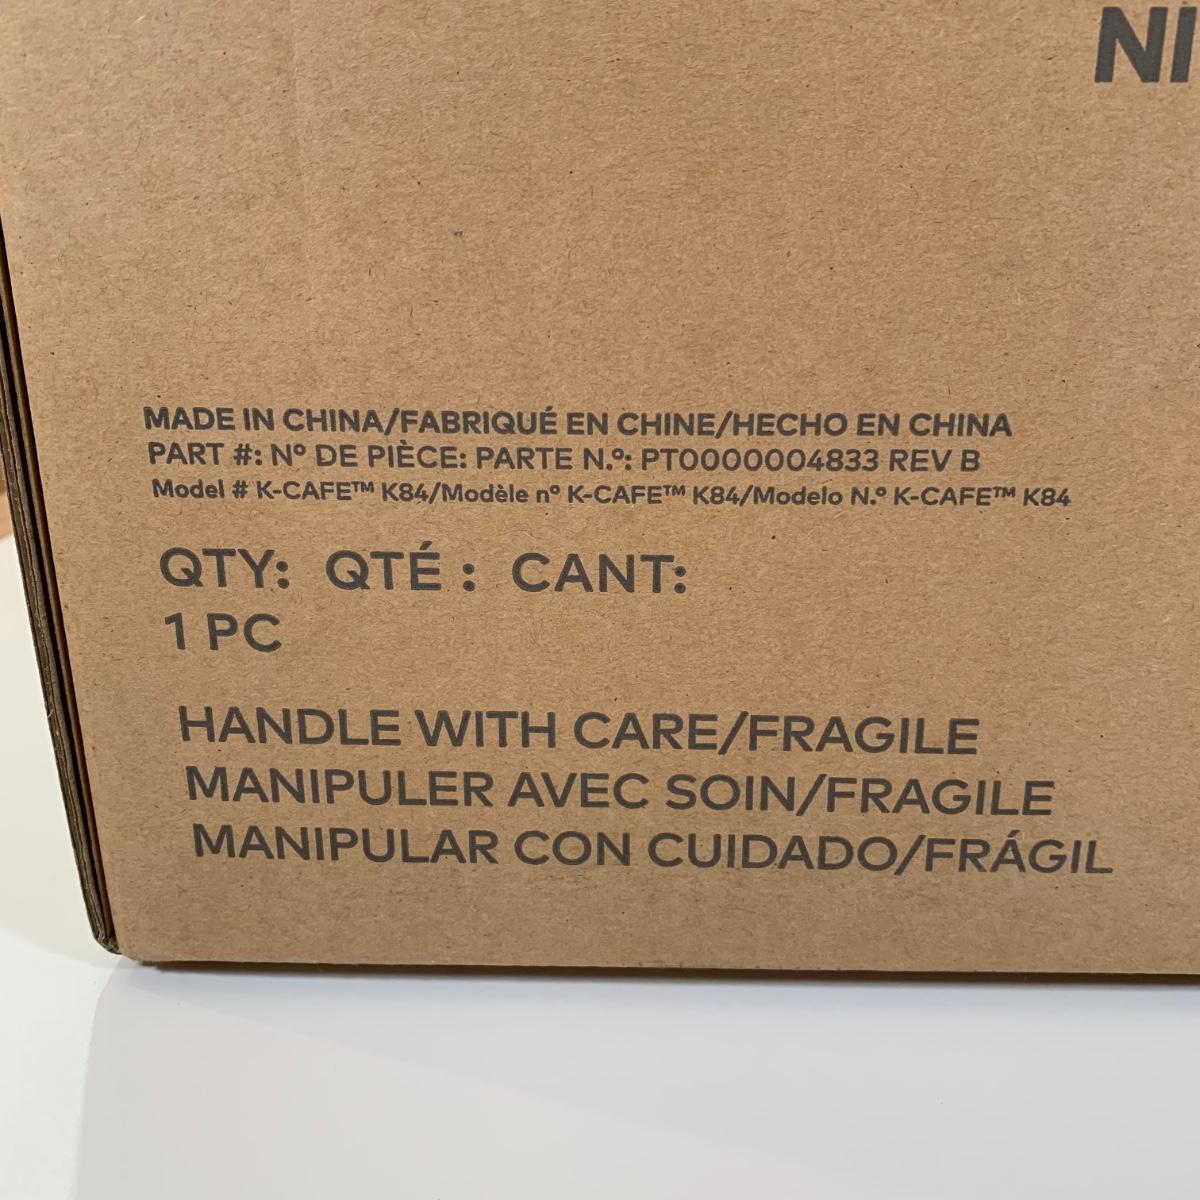 NI
MADE IN CHINA/FABRIQUÉ EN CHINE/HECHO EN CHINA
PART #: Nº DE PIÈCE: PARTE N.º: PT0000004833 REV B
Model # K-CAFE™ K84/Modèle nº K-CAFE™ K84/Modelo N.º K-CAFE™ K84
QTY: QTÉ : CANT:
1 PC
HANDLE WITH CARE/FRAGILE
MANIPULER AVEC SOIN/FRAGILE
MANIPULAR CON CUIDADO/FRÁGIL